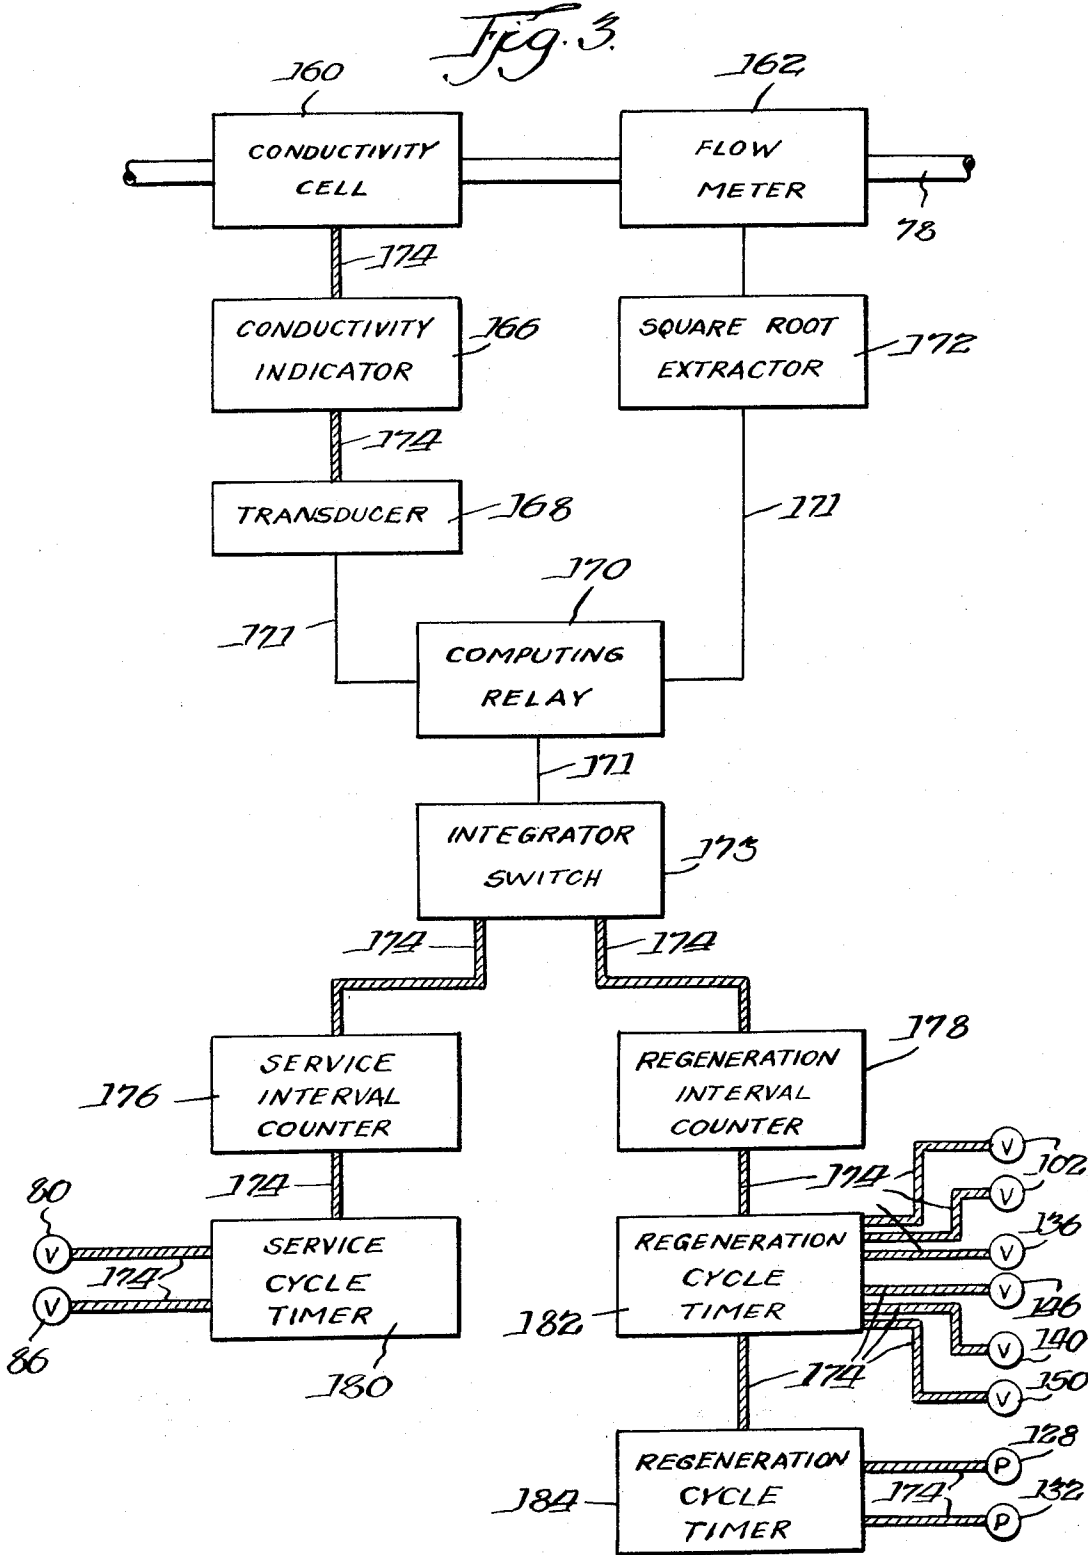 Fig. 3.
160
162
CONDUCTIVITY
CELL
FLOW
METER
78
174
CONDUCTIVITY
INDICATOR
166
SQUARE ROOT
EXTRACTOR
172
174
TRANSDUCER
168
171
170
171
COMPUTING
RELAY
171
INTEGRATOR
SWITCH
173
174
174
178
SERVICE
INTERVAL
COUNTER
176
REGENERATION
INTERVAL
COUNTER
174
174
V
102
V
80
V
SERVICE
CYCLE
TIMER
174
V
86
180
REGENERATION
CYCLE
TIMER
182
136
V
V
146
V
140
174
150
V
REGENERATION
CYCLE
TIMER
184
128
P
174
132
P